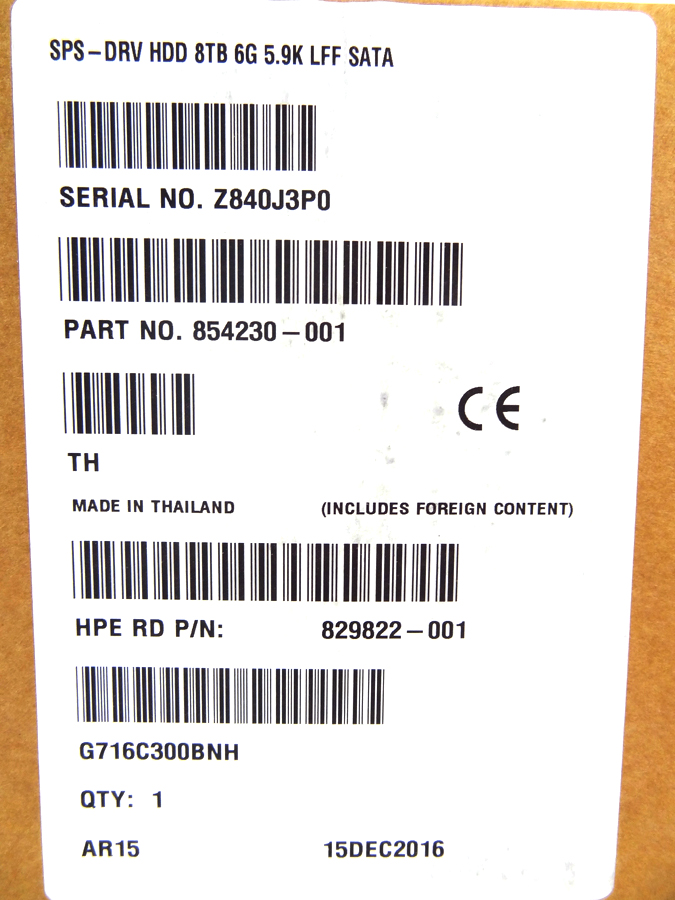 SPS-DRV HDD 8TB 6G 5.9K LFF SATA
SERIAL NO. Z840J3P0
PART NO. 854230-001
CE
TH
MADE IN THAILAND (INCLUDES FOREIGN CONTENT)
HPE RD P/N: 829822-001
G716C300BNH
QTY: 1
AR15 15DEC2016